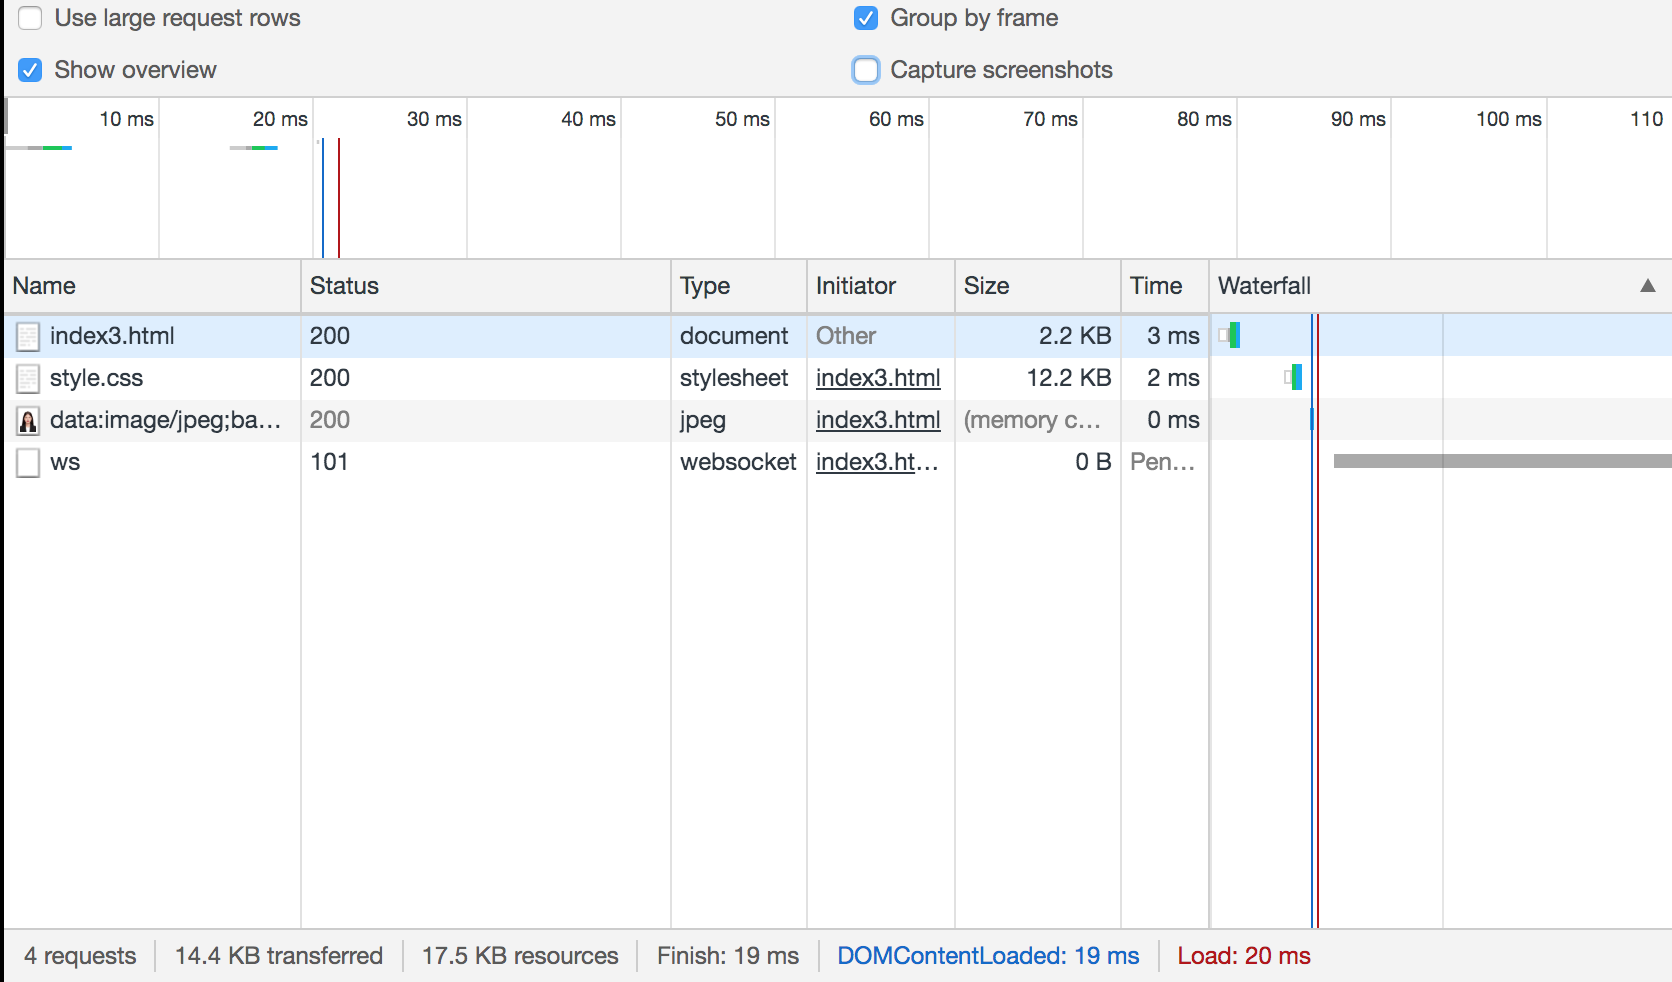 Use large request rows Group by frame
Show overview Capture screenshots
10 ms 20 ms 30 ms 40 ms 50 ms 60 ms 70 ms 80 ms 90 ms 100 ms 110
Name Status Type Initiator Size Time Waterfall ▲
index3.html 200 document Other 2.2 KB 3 ms
style.css 200 stylesheet index3.html 12.2 KB 2 ms
data:image/jpeg;ba... 200 jpeg index3.html (memory c... 0 ms
ws 101 websocket index3.ht... 0 B Pen...
4 requests 14.4 KB transferred 17.5 KB resources Finish: 19 ms DOMContentLoaded: 19 ms Load: 20 ms